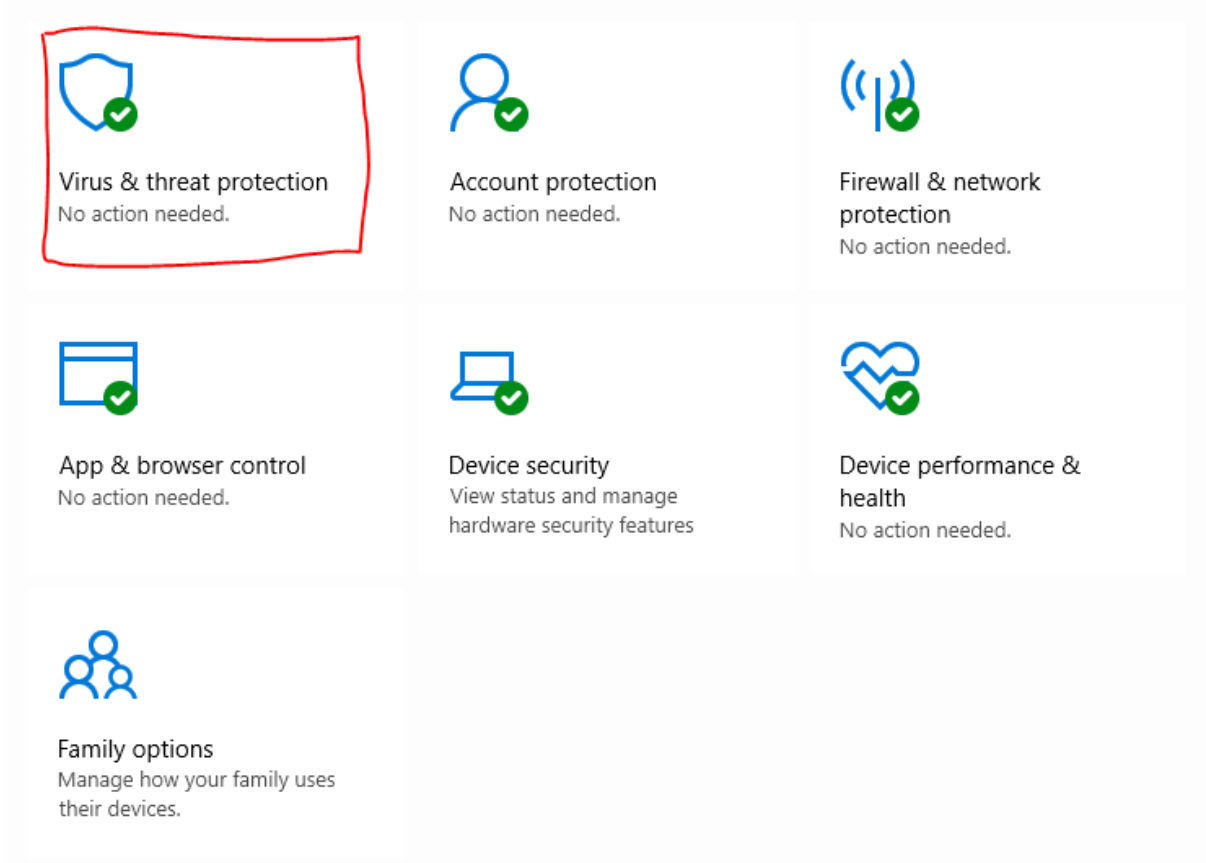 Virus & threat protection
No action needed.
Account protection
No action needed.
Firewall & network
protection
No action needed.
App & browser control
No action needed.
Device security
View status and manage
hardware security features
Device performance &
health
No action needed.
Family options
Manage how your family uses
their devices.